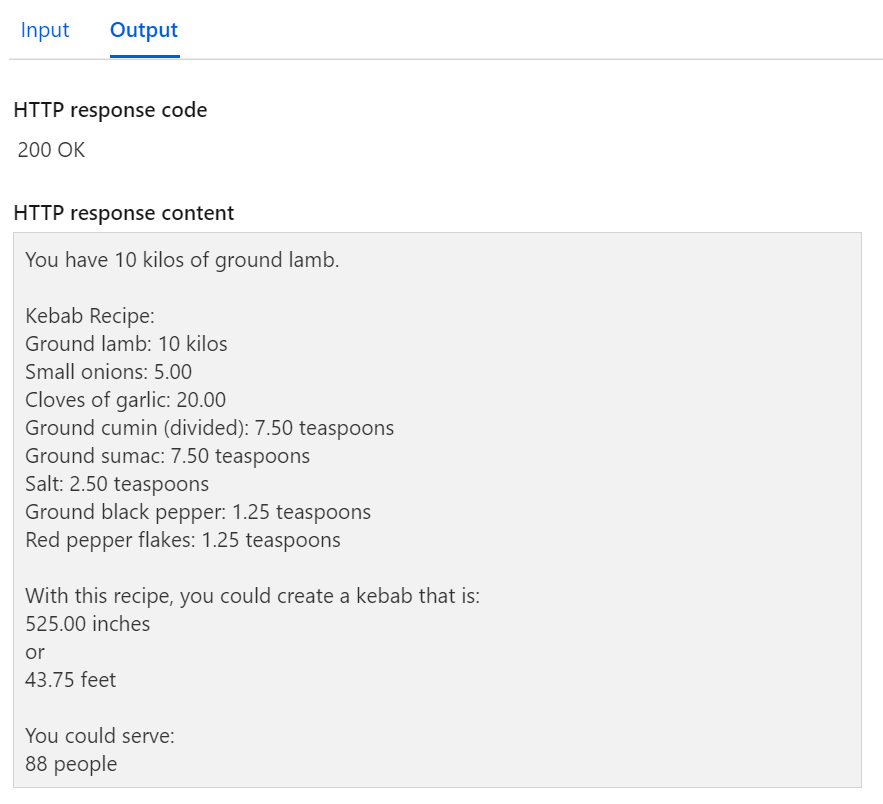 Input Output
HTTP response code
200 OK
HTTP response content
You have 10 kilos of ground lamb.
Kebab Recipe:
Ground lamb: 10 kilos
Small onions: 5.00
Cloves of garlic: 20.00
Ground cumin (divided): 7.50 teaspoons
Ground sumac: 7.50 teaspoons
Salt: 2.50 teaspoons
Ground black pepper: 1.25 teaspoons
Red pepper flakes: 1.25 teaspoons
With this recipe, you could create a kebab that is:
525.00 inches
or
43.75 feet
You could serve:
88 people